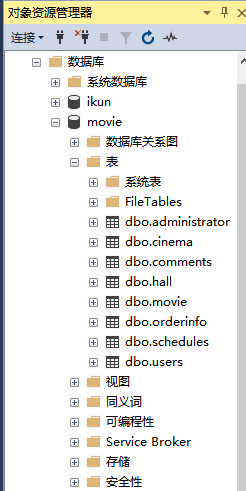 对象资源管理器
连接
数据库
系统数据库
ikun
movie
数据库关系图
表
系统表
FileTables
dbo.administrator
dbo.cinema
dbo.comments
dbo.hall
dbo.movie
dbo.orderinfo
dbo.schedules
dbo.users
视图
同义词
可编程性
Service Broker
存储
安全性